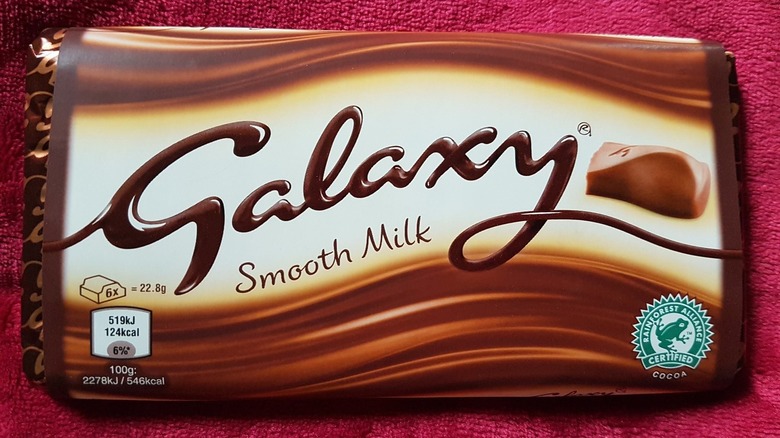 Galaxy®
Smooth Milk
6x = 22.8g
519kJ
124kcal
6%*
100g:
2278kJ / 546kcal
RAINFOREST ALLIANCE
CERTIFIED
COCOA